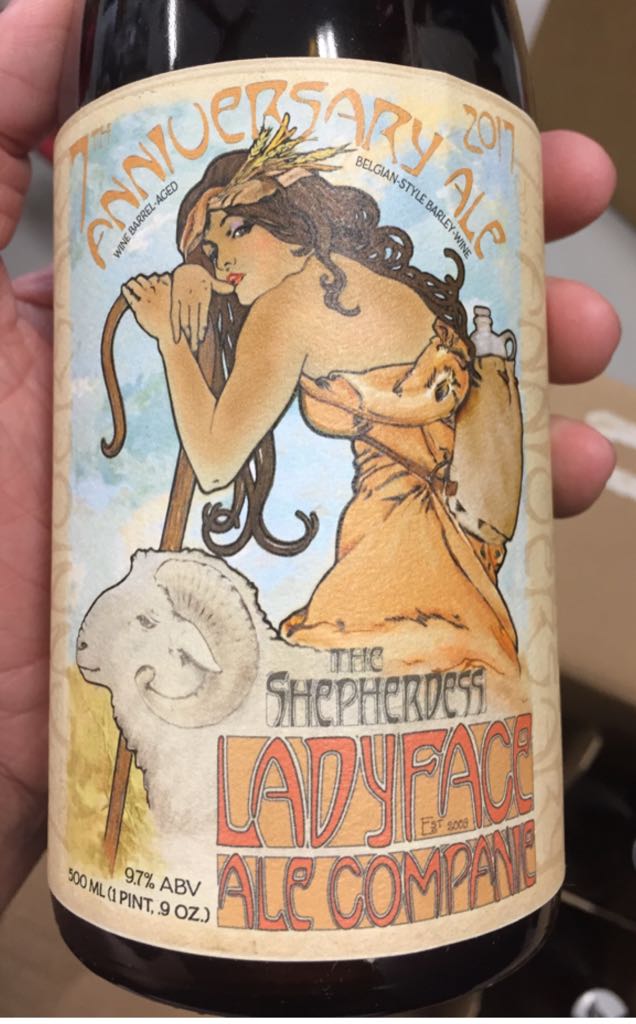 7TH ANNIVERSARY ALE 2017
WINE BARREL-AGED
BELGIAN-STYLE BARLEY-WINE
THE
SHEPHERDESS
LADYFACE
EST 2009
ALE COMPANIE
9.7% ABV
500 ML (1 PINT, .9 OZ.)